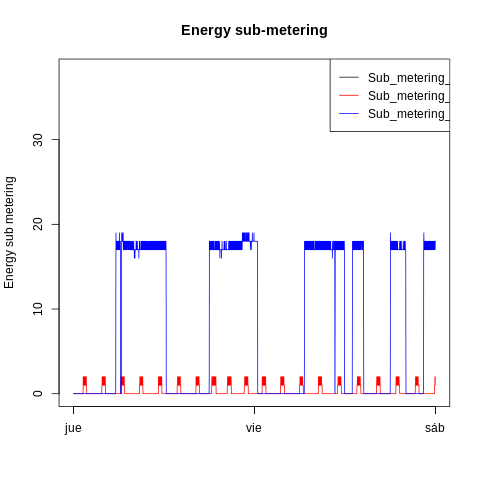 Energy sub-metering
Sub_metering_
Sub_metering_
Sub_metering_
Energy sub metering
30
20
10
0
jue vie sáb